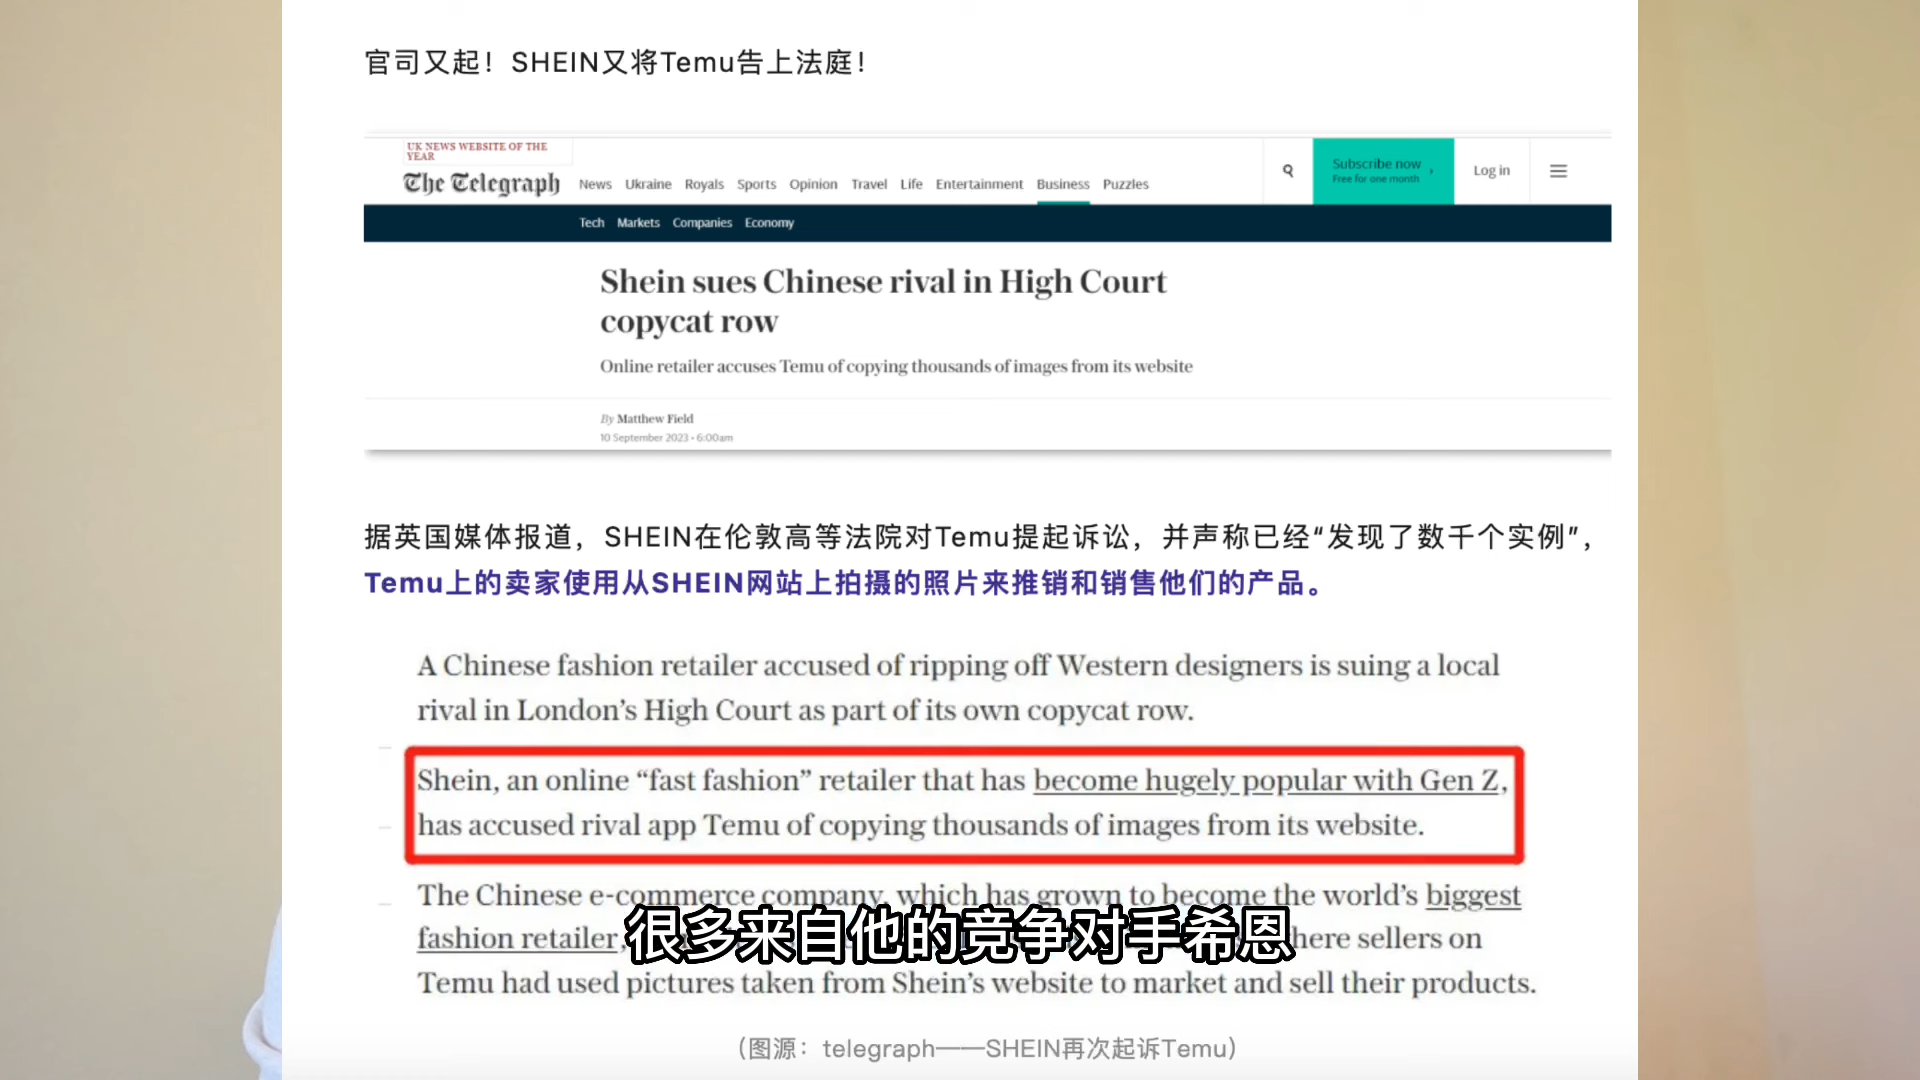 官司又起！SHEIN又将Temu告上法庭！
UK NEWS WEBSITE OF THE
YEAR
The Telegraph
News Ukraine Royals Sports Opinion Travel Life Entertainment Business Puzzles
Subscribe now
Free for one month
Log in
Tech Markets Companies Economy
Shein sues Chinese rival in High Court
copycat row
Online retailer accuses Temu of copying thousands of images from its website
By Matthew Field
10 September 2023 • 6:00am
据英国媒体报道，SHEIN在伦敦高等法院对Temu提起诉讼，并声称已经“发现了数千个实例”，
Temu上的卖家使用从SHEIN网站上拍摄的照片来推销和销售他们的产品。
A Chinese fashion retailer accused of ripping off Western designers is suing a local
rival in London’s High Court as part of its own copycat row.
Shein, an online “fast fashion” retailer that has become hugely popular with Gen Z,
has accused rival app Temu of copying thousands of images from its website.
The Chinese e-commerce company, which has grown to become the world’s biggest
fashion retailer, here sellers on
很多来自他的竞争对手希恩
Temu had used pictures taken from Shein’s website to market and sell their products.
（图源：telegraph——SHEIN再次起诉Temu）